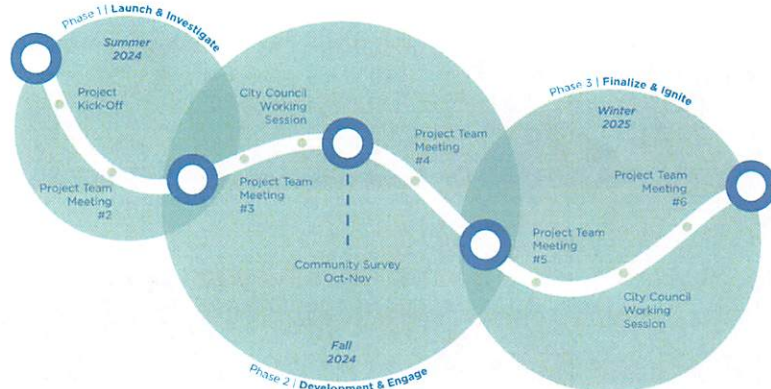 Phase 1 | Launch & Investigate
Summer
2024
Project
Kick-Off
Project Team
Meeting
#2
City Council
Working
Session
Project Team
Meeting
#3
Community Survey
Oct-Nov
Project Team
Meeting
#4
Fall
2024
Phase 2 | Development & Engage
Phase 3 | Finalize & Ignite
Winter
2025
Project Team
Meeting
#5
City Council
Working
Session
Project Team
Meeting
#6